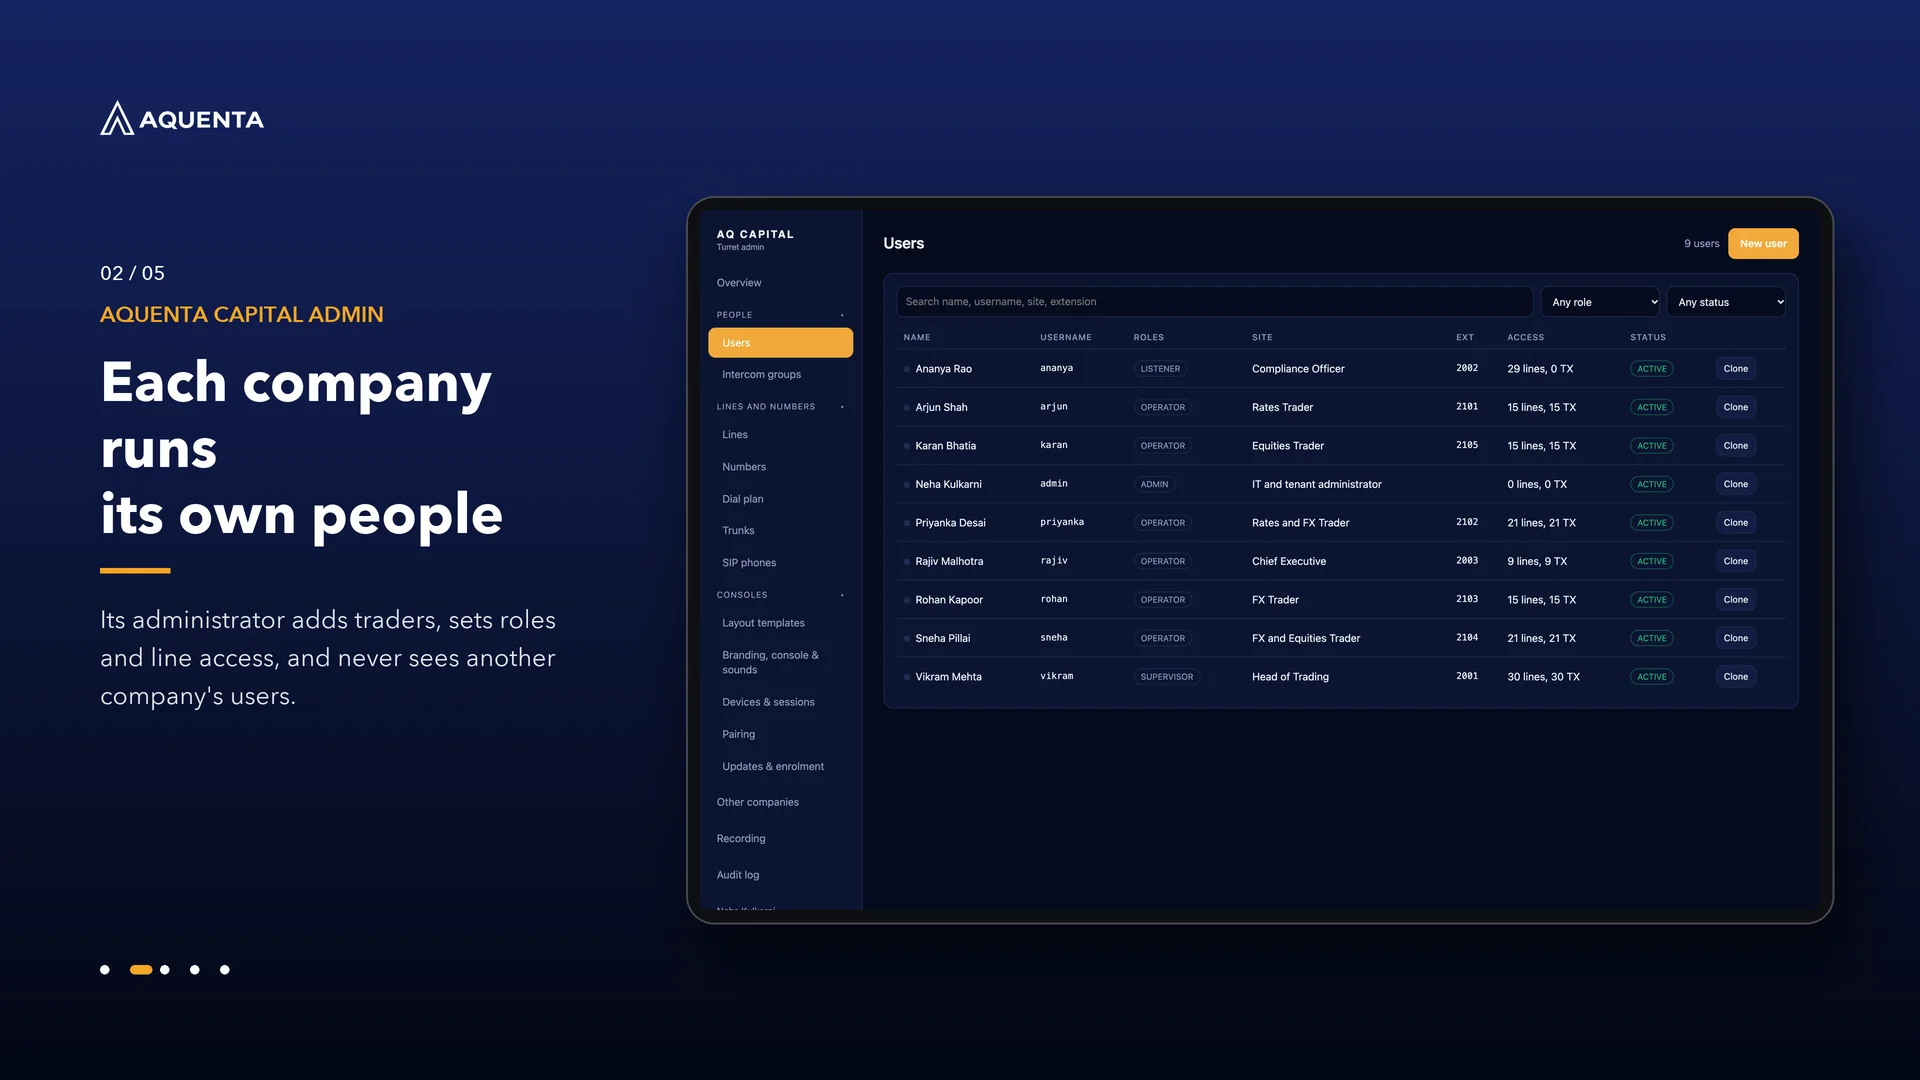 AQUENTA
02 / 05
AQUENTA CAPITAL ADMIN
Each company
runs
its own people
Its administrator adds traders, sets roles
and line access, and never sees another
company's users.
AQ CAPITAL
Turret admin
Overview
PEOPLE
Users
Intercom groups
LINES AND NUMBERS
Lines
Numbers
Dial plan
Trunks
SIP phones
CONSOLES
Layout templates
Branding, console &
sounds
Devices & sessions
Pairing
Updates & enrolment
Other companies
Recording
Audit log
Users
9 users New user
Search name, username, site, extension Any role Any status
NAME USERNAME ROLES SITE EXT ACCESS STATUS
Ananya Rao ananya LISTENER Compliance Officer 2002 29 lines, 0 TX ACTIVE Clone
Arjun Shah arjun OPERATOR Rates Trader 2101 15 lines, 15 TX ACTIVE Clone
Karan Bhatia karan OPERATOR Equities Trader 2105 15 lines, 15 TX ACTIVE Clone
Neha Kulkarni admin ADMIN IT and tenant administrator 0 lines, 0 TX ACTIVE Clone
Priyanka Desai priyanka OPERATOR Rates and FX Trader 2102 21 lines, 21 TX ACTIVE Clone
Rajiv Malhotra rajiv OPERATOR Chief Executive 2003 9 lines, 9 TX ACTIVE Clone
Rohan Kapoor rohan OPERATOR FX Trader 2103 15 lines, 15 TX ACTIVE Clone
Sneha Pillai sneha OPERATOR FX and Equities Trader 2104 21 lines, 21 TX ACTIVE Clone
Vikram Mehta vikram SUPERVISOR Head of Trading 2001 30 lines, 30 TX ACTIVE Clone